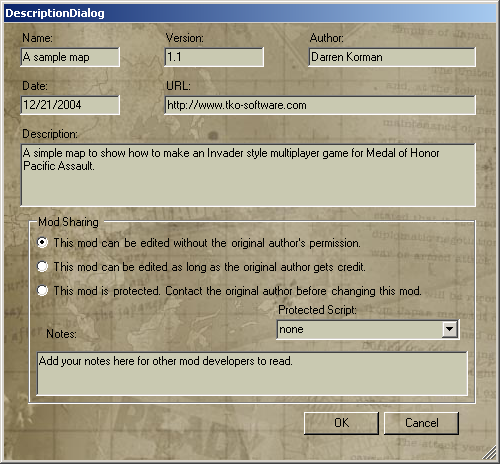 DescriptionDialog
Name: Version: Author:
A sample map 1.1 Darren Korman
Date: URL:
12/21/2004 http://www.tko-software.com
Description:
A simple map to show how to make an Invader style multiplayer game for Medal of Honor
Pacific Assault.
Mod Sharing
This mod can be edited without the original author's permission.
This mod can be edited as long as the original author gets credit.
This mod is protected. Contact the original author before changing this mod.
Protected Script:
none
Notes:
Add your notes here for other mod developers to read.
OK Cancel